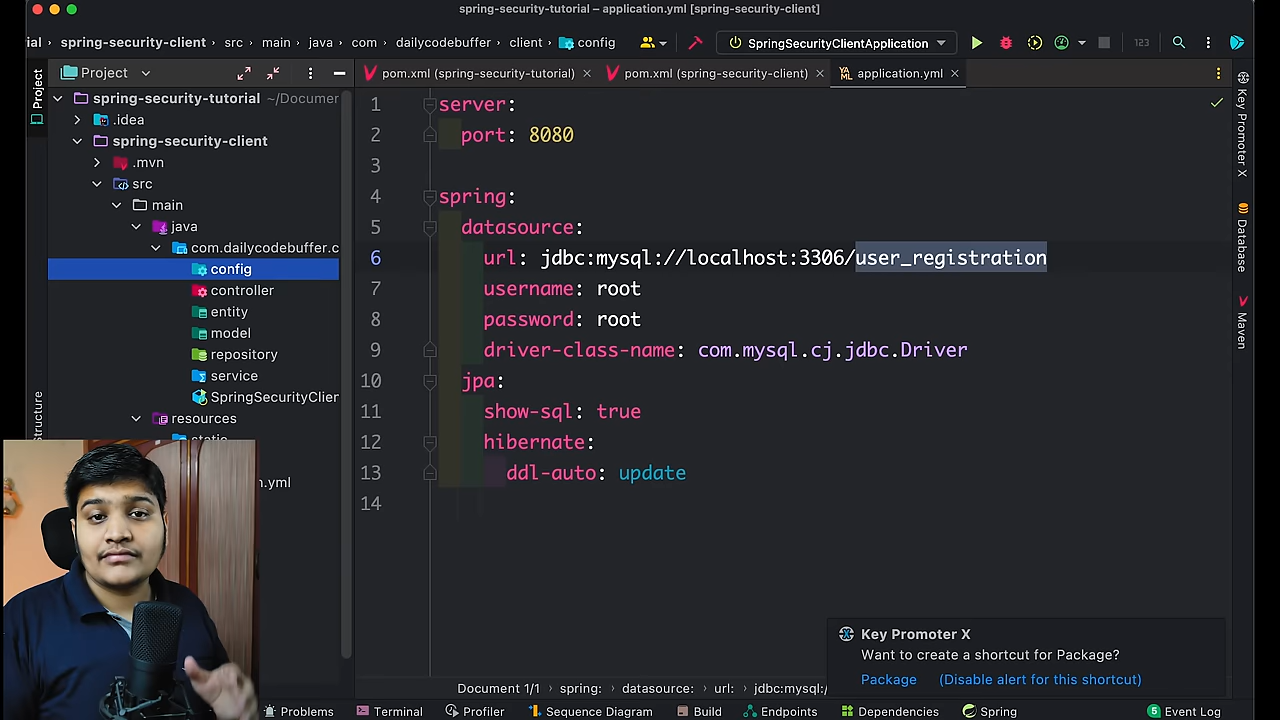 spring-security-tutorial – application.yml [spring-security-client]
ial › spring-security-client › src › main › java › com › dailycodebuffer › client › config
SpringSecurityClientApplication
123
Project
pom.xml (spring-security-tutorial)
pom.xml (spring-security-client)
application.yml
Project
Structure
spring-security-tutorial ~/Documer
.idea
spring-security-client
.mvn
src
main
java
com.dailycodebuffer.c
config
controller
entity
model
repository
service
SpringSecurityClier
resources
static
n.yml
1 server:
2 port: 8080
3
4 spring:
5 datasource:
6 url: jdbc:mysql://localhost:3306/user_registration
7 username: root
8 password: root
9 driver-class-name: com.mysql.cj.jdbc.Driver
10 jpa:
11 show-sql: true
12 hibernate:
13 ddl-auto: update
14
Key Promoter X
Database
Maven
Key Promoter X
Want to create a shortcut for Package?
Package (Disable alert for this shortcut)
Document 1/1 › spring: › datasource: › url: › jdbc:mysql:/
Problems Terminal Profiler Sequence Diagram Build Endpoints Dependencies Spring 5 Event Log